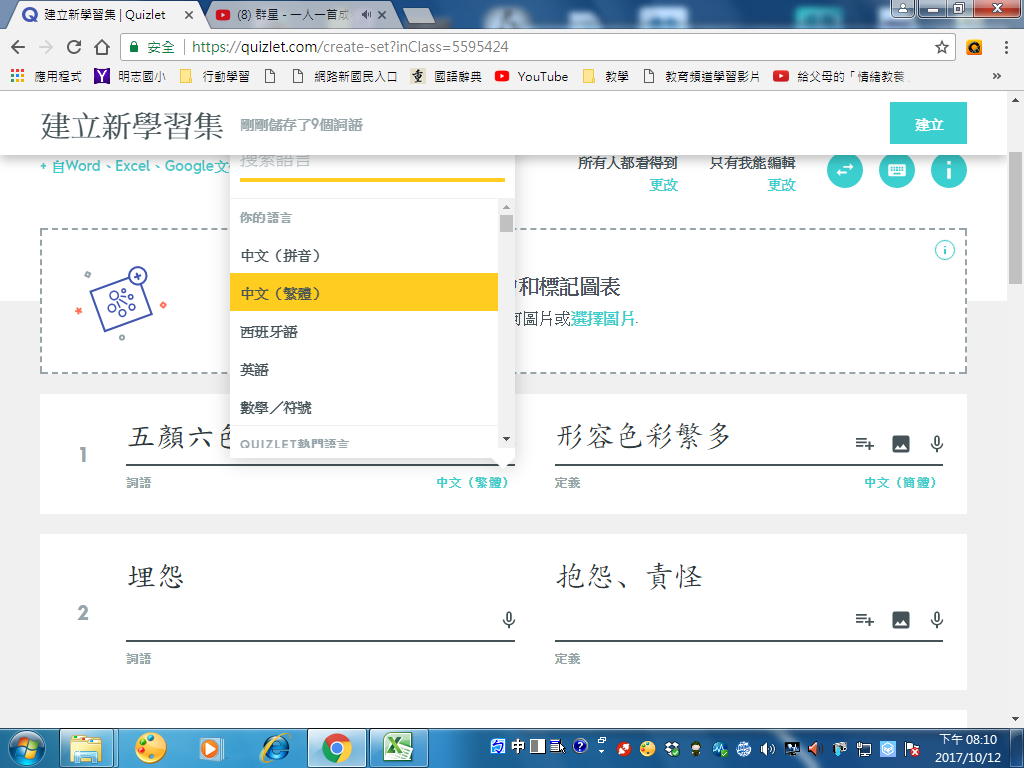 建立新學習集 | Quizlet
(8) 群星 - 一人一首成
安全 https://quizlet.com/create-set?inClass=5595424
應用程式 明志國小 行動學習 網路新國民入口 國語辭典 YouTube 教學 教育頻道學習影片 給父母的「情緒教養
建立新學習集 剛剛儲存了9個詞語 建立
+ 自Word、Excel、Google文
搜索語言
所有人都看得到 只有我能編輯
更改 更改
你的語言
中文（拼音）
中文（繁體）
西班牙語
英語
數學／符號
QUIZLET熱門語言
和標記圖表
圖片或選擇圖片.
1 五顏六色 形容色彩繁多
詞語 中文（繁體） 定義 中文（簡體）
2 埋怨 抱怨、責怪
詞語 定義
中
下午 08:10
2017/10/12